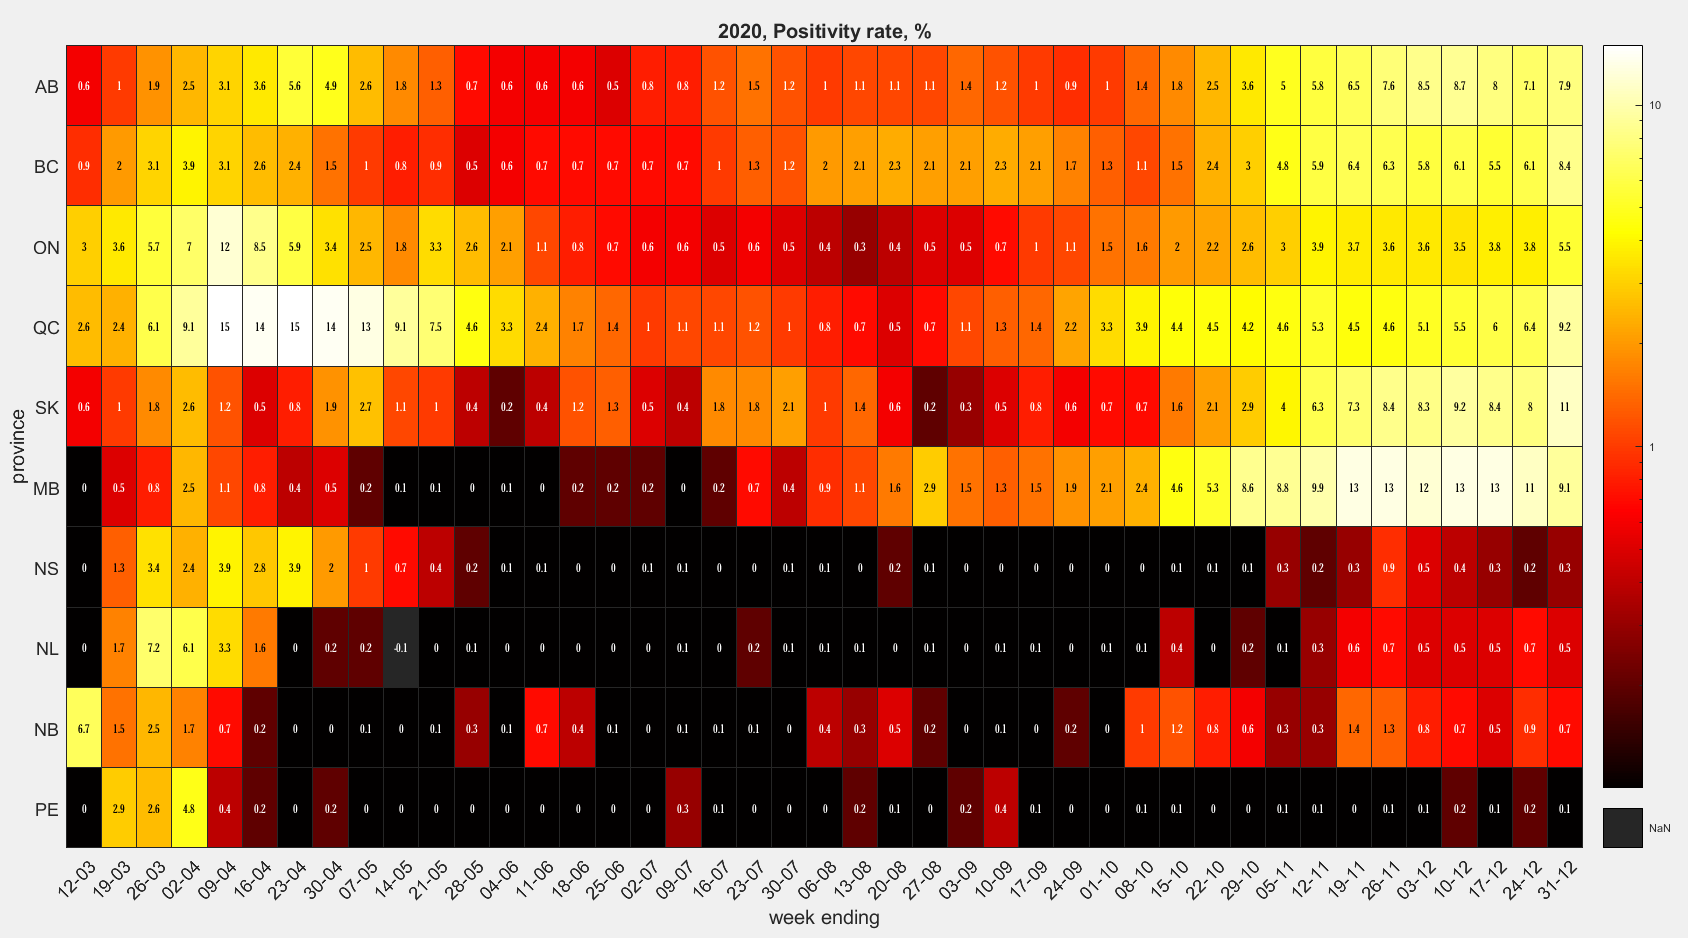 2020, Positivity rate, %
AB 0.6 1 1.9 2.5 3.1 3.6 5.6 4.9 2.6 1.8 1.3 0.7 0.6 0.6 0.6 0.5 0.8 0.8 1.2 1.5 1.2 1 1.1 1.1 1.1 1.4 1.2 1 0.9 1 1.4 1.8 2.5 3.6 5 5.8 6.5 7.6 8.5 8.7 8 7.1 7.9
10
BC 0.9 2 3.1 3.9 3.1 2.6 2.4 1.5 1 0.8 0.9 0.5 0.6 0.7 0.7 0.7 0.7 0.7 1 1.3 1.2 2 2.1 2.3 2.1 2.1 2.3 2.1 1.7 1.3 1.1 1.5 2.4 3 4.8 5.9 6.4 6.3 5.8 6.1 5.5 6.1 8.4
ON 3 3.6 5.7 7 12 8.5 5.9 3.4 2.5 1.8 3.3 2.6 2.1 1.1 0.8 0.7 0.6 0.6 0.5 0.6 0.5 0.4 0.3 0.4 0.5 0.5 0.7 1 1.1 1.5 1.6 2 2.2 2.6 3 3.9 3.7 3.6 3.6 3.5 3.8 3.8 5.5
QC 2.6 2.4 6.1 9.1 15 14 15 14 13 9.1 7.5 4.6 3.3 2.4 1.7 1.4 1 1.1 1.1 1.2 1 0.8 0.7 0.5 0.7 1.1 1.3 1.4 2.2 3.3 3.9 4.4 4.5 4.2 4.6 5.3 4.5 4.6 5.1 5.5 6 6.4 9.2
SK 0.6 1 1.8 2.6 1.2 0.5 0.8 1.9 2.7 1.1 1 0.4 0.2 0.4 1.2 1.3 0.5 0.4 1.8 1.8 2.1 1 1.4 0.6 0.2 0.3 0.5 0.8 0.6 0.7 0.7 1.6 2.1 2.9 4 6.3 7.3 8.4 8.3 9.2 8.4 8 11
province
1
MB 0 0.5 0.8 2.5 1.1 0.8 0.4 0.5 0.2 0.1 0.1 0 0.1 0 0.2 0.2 0.2 0 0.2 0.7 0.4 0.9 1.1 1.6 2.9 1.5 1.3 1.5 1.9 2.1 2.4 4.6 5.3 8.6 8.8 9.9 13 13 12 13 13 11 9.1
NS 0 1.3 3.4 2.4 3.9 2.8 3.9 2 1 0.7 0.4 0.2 0.1 0.1 0 0 0.1 0.1 0 0 0.1 0.1 0 0.2 0.1 0 0 0 0 0 0 0.1 0.1 0.1 0.3 0.2 0.3 0.9 0.5 0.4 0.3 0.2 0.3
NL 0 1.7 7.2 6.1 3.3 1.6 0 0.2 0.2 -0.1 0 0.1 0 0.1 0 0 0 0.1 0 0.2 0.1 0.1 0.1 0 0.1 0 0.1 0.1 0 0.1 0.1 0.4 0 0.2 0.1 0.3 0.6 0.7 0.5 0.5 0.5 0.7 0.5
NB 6.7 1.5 2.5 1.7 0.7 0.2 0 0 0.1 0 0.1 0.3 0.1 0.7 0.4 0.1 0 0.1 0.1 0.1 0 0.4 0.3 0.5 0.2 0 0.1 0 0.2 0 1 1.2 0.8 0.6 0.3 0.3 1.4 1.3 0.8 0.7 0.5 0.9 0.7
PE 0 2.9 2.6 4.8 0.4 0.2 0 0.2 0 0 0 0 0 0 0 0 0 0.3 0.1 0 0 0 0.2 0.1 0 0.2 0.4 0.1 0 0 0.1 0.1 0 0 0.1 0.1 0 0.1 0.1 0.2 0.1 0.2 0.1
NaN
12-03 19-03 26-03 02-04 09-04 16-04 23-04 30-04 07-05 14-05 21-05 28-05 04-06 11-06 18-06 25-06 02-07 09-07 16-07 23-07 30-07 06-08 13-08 20-08 27-08 03-09 10-09 17-09 24-09 01-10 08-10 15-10 22-10 29-10 05-11 12-11 19-11 26-11 03-12 10-12 17-12 24-12 31-12
week ending